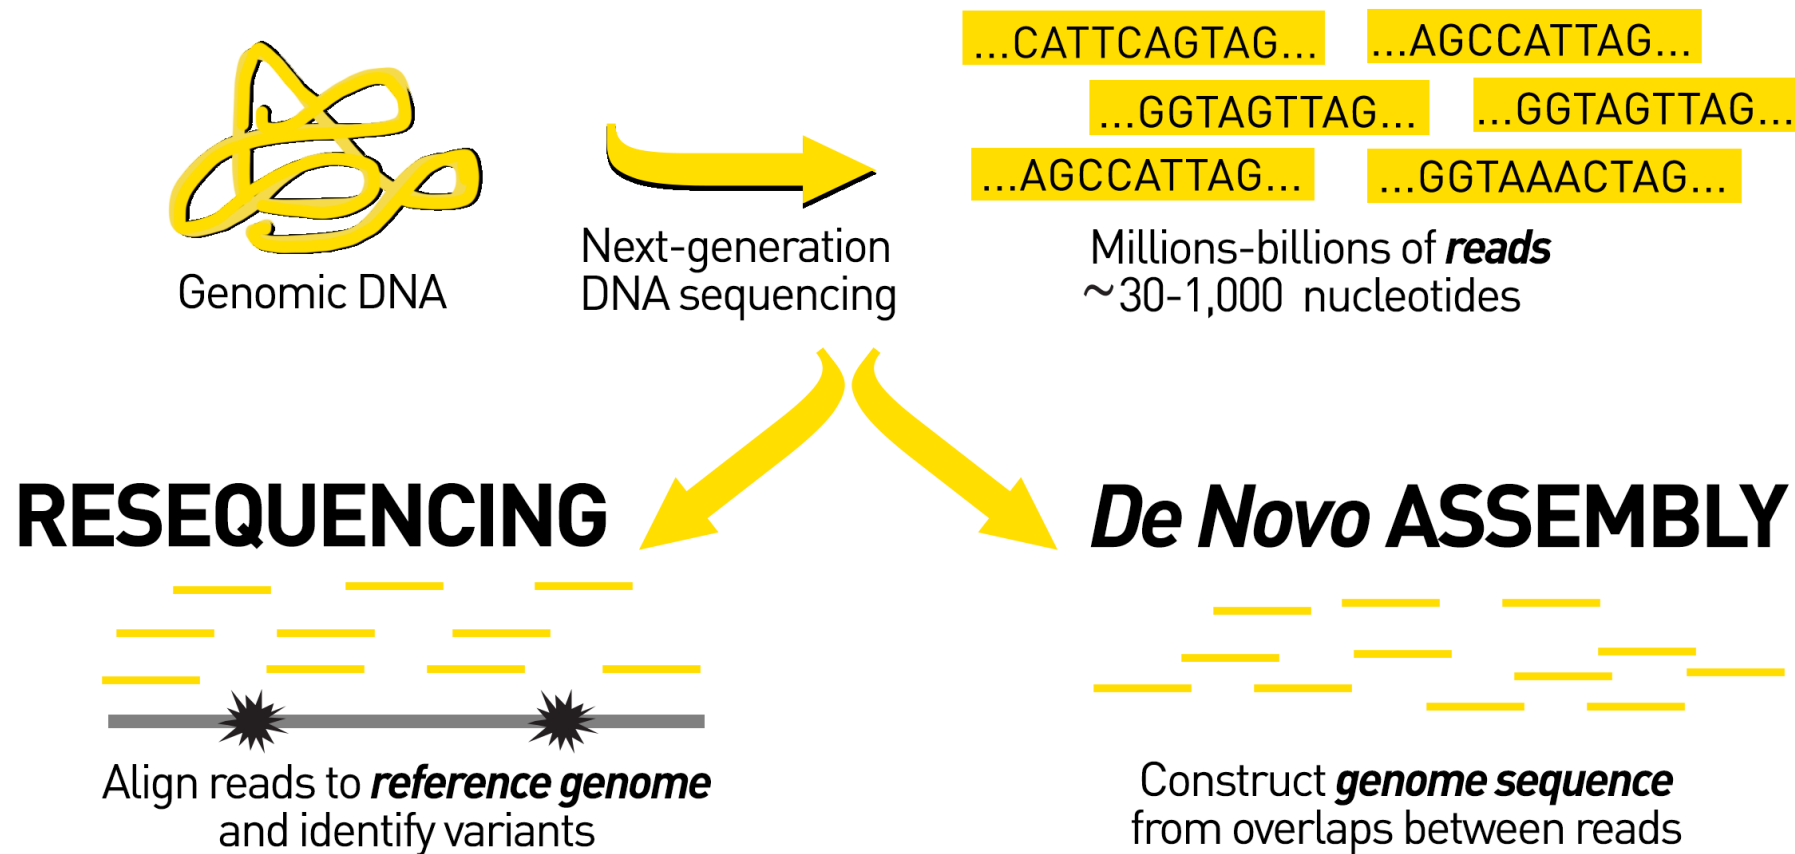 ...CATTCAGTAG...
...AGCCATTAG...
...GGTAGTTAG...
...GGTAGTTAG...
...AGCCATTAG...
...GGTAAACTAG...
Genomic DNA
Next-generation
DNA sequencing
Millions-billions of reads
~30-1,000 nucleotides
RESEQUENCING
Align reads to reference genome
and identify variants
De Novo ASSEMBLY
Construct genome sequence
from overlaps between reads